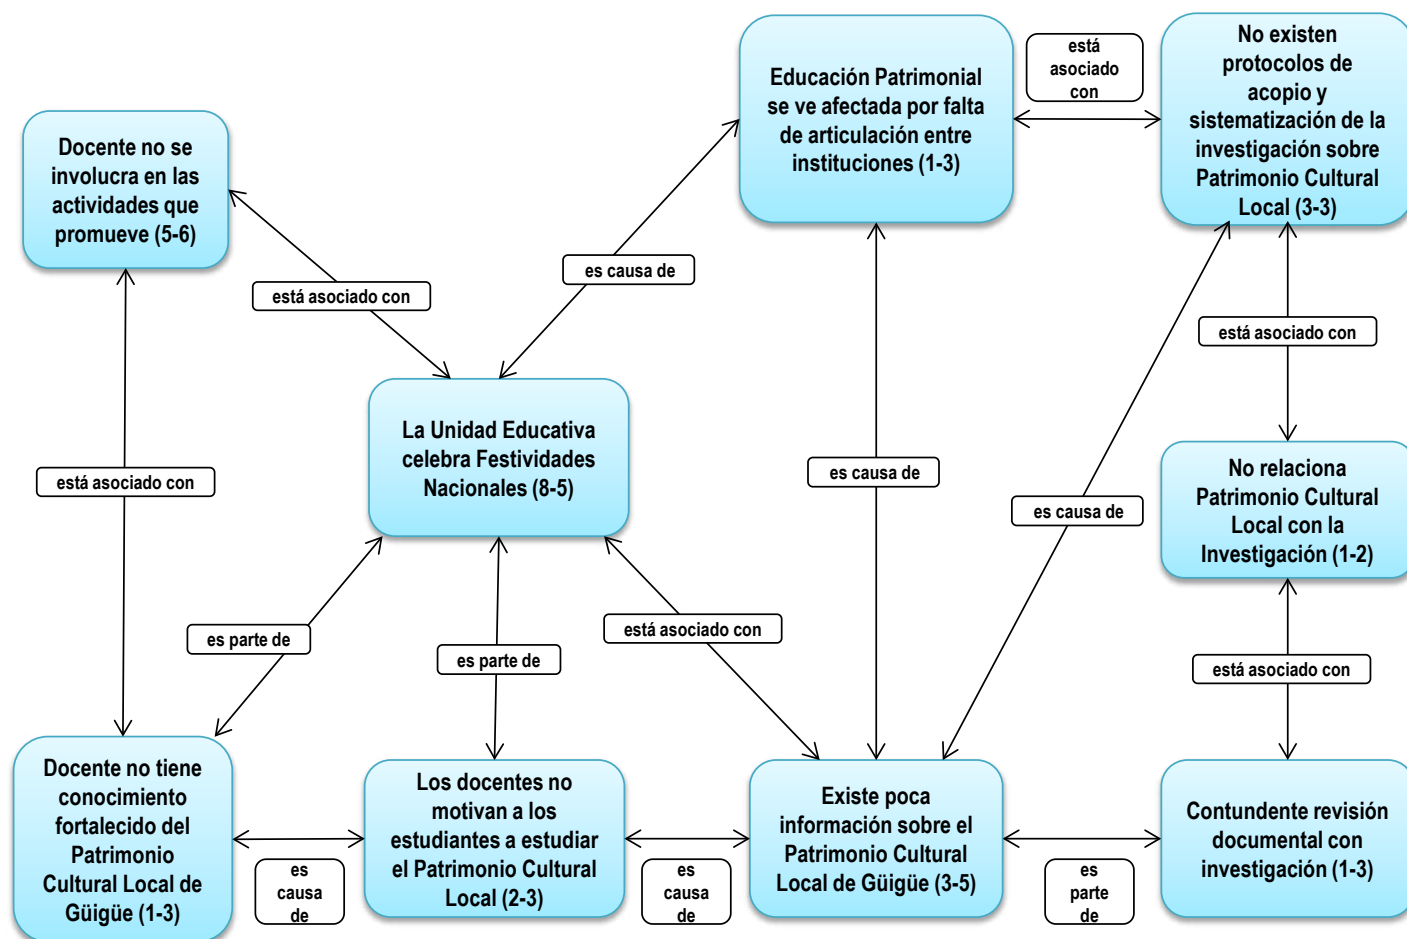 Educación Patrimonial
se ve afectada por falta
de articulación entre
instituciones (1-3)
está
asociado
con
No existen
protocolos de
acopio y
sistematización de la
investigación sobre
Patrimonio Cultural
Local (3-3)
Docente no se
involucra en las
actividades que
promueve (5-6)
es causa de
está asociado con
está asociado con
La Unidad Educativa
celebra Festividades
Nacionales (8-5)
está asociado con
es causa de
es causa de
No relaciona
Patrimonio Cultural
Local con la
Investigación (1-2)
es parte de
es parte de
está asociado con
está asociado con
Docente no tiene
conocimiento
fortalecido del
Patrimonio
Cultural Local de
Güigüe (1-3)
es
causa
de
Los docentes no
motivan a los
estudiantes a estudiar
el Patrimonio Cultural
Local (2-3)
es
causa
de
Existe poca
información sobre el
Patrimonio Cultural
Local de Güigüe (3-5)
es
parte
de
Contundente revisión
documental con
investigación (1-3)